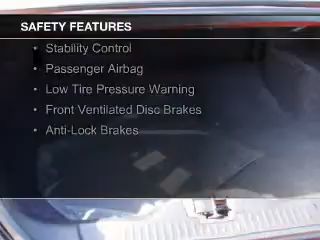 SAFETY FEATURES
• Stability Control
• Passenger Airbag
• Low Tire Pressure Warning
• Front Ventilated Disc Brakes
• Anti-Lock Brakes